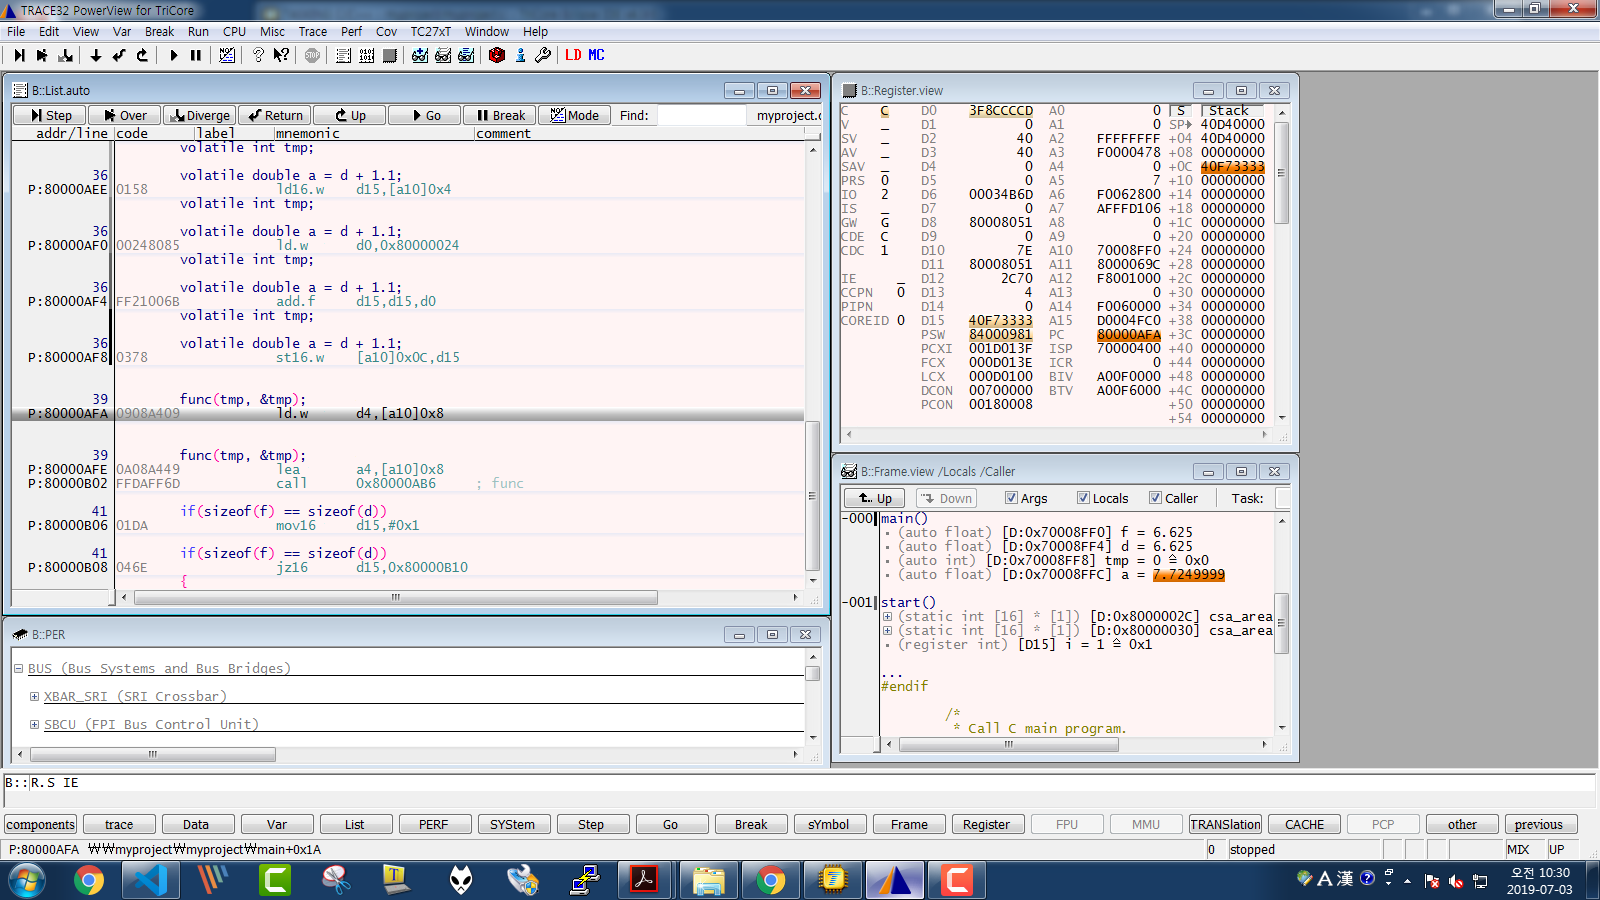 TRACE32 PowerView for TriCore
File Edit View Var Break Run CPU Misc Trace Perf Cov TC27xT Window Help
LD MC
B::List.auto
Step Over Diverge Return Up Go Break Mode Find: myproject.c
addr/line code label mnemonic comment
volatile int tmp;
36 volatile double a = d + 1.1;
P:80000AEE 0158 ld16.w d15,[a10]0x4
volatile int tmp;
36 volatile double a = d + 1.1;
P:80000AF0 00248085 ld.w d0,0x80000024
volatile int tmp;
36 volatile double a = d + 1.1;
P:80000AF4 FF21006B add.f d15,d15,d0
volatile int tmp;
36 volatile double a = d + 1.1;
P:80000AF8 0378 st16.w [a10]0x0C,d15
39 func(tmp, &tmp);
P:80000AFA 0908A409 ld.w d4,[a10]0x8
39 func(tmp, &tmp);
P:80000AFE 0A08A449 lea a4,[a10]0x8
P:80000B02 FFDAFF6D call 0x80000AB6 ; func
41 if(sizeof(f) == sizeof(d))
P:80000B06 01DA mov16 d15,#0x1
41 if(sizeof(f) == sizeof(d))
P:80000B08 046E jz16 d15,0x80000B10
{
B::Register.view
C C D0 3F8CCCCD A0 0 S Stack
V _ D1 0 A1 0 SP 40D40000
SV _ D2 40 A2 FFFFFFFF +04 40D40000
AV _ D3 40 A3 F0000478 +08 00000000
SAV _ D4 0 A4 0 +0C 40F73333
PRS 0 D5 0 A5 7 +10 00000000
IO 2 D6 00034B6D A6 F0062800 +14 00000000
IS _ D7 0 A7 AFFFD106 +18 00000000
GW G D8 80008051 A8 0 +1C 00000000
CDE C D9 0 A9 0 +20 00000000
CDC 1 D10 7E A10 70008FF0 +24 00000000
D11 80008051 A11 8000069C +28 00000000
IE _ D12 2C70 A12 F8001000 +2C 00000000
CCPN 0 D13 4 A13 0 +30 00000000
PIPN D14 0 A14 F0060000 +34 00000000
COREID 0 D15 40F73333 A15 D0004FC0 +38 00000000
PSW 84000981 PC 80000AFA +3C 00000000
PCXI 001D013F ISP 70000400 +40 00000000
FCX 000D013E ICR 0 +44 00000000
LCX 000D0100 BIV A00F0000 +48 00000000
DCON 00700000 BTV A00F6000 +4C 00000000
PCON 00180008 +50 00000000
+54 00000000
B::Frame.view /Locals /Caller
Up Down Args Locals Caller Task:
-000 main()
(auto float) [D:0x70008FF0] f = 6.625
(auto float) [D:0x70008FF4] d = 6.625
(auto int) [D:0x70008FF8] tmp = 0 ≙ 0x0
(auto float) [D:0x70008FFC] a = 7.7249999
-001 start()
(static int [16] * [1]) [D:0x8000002C] csa_area
(static int [16] * [1]) [D:0x80000030] csa_area
(register int) [D15] i = 1 ≙ 0x1
...
#endif
/*
* Call C main program.
B::PER
BUS (Bus Systems and Bus Bridges)
XBAR_SRI (SRI Crossbar)
SBCU (FPI Bus Control Unit)
B::R.S IE
components trace Data Var List PERF SYStem Step Go Break sYmbol Frame Register FPU MMU TRANSlation CACHE PCP other previous
P:80000AFA ₩₩myproject₩myproject₩main+0x1A 0 stopped MIX UP
A 漢 오전 10:30
2019-07-03